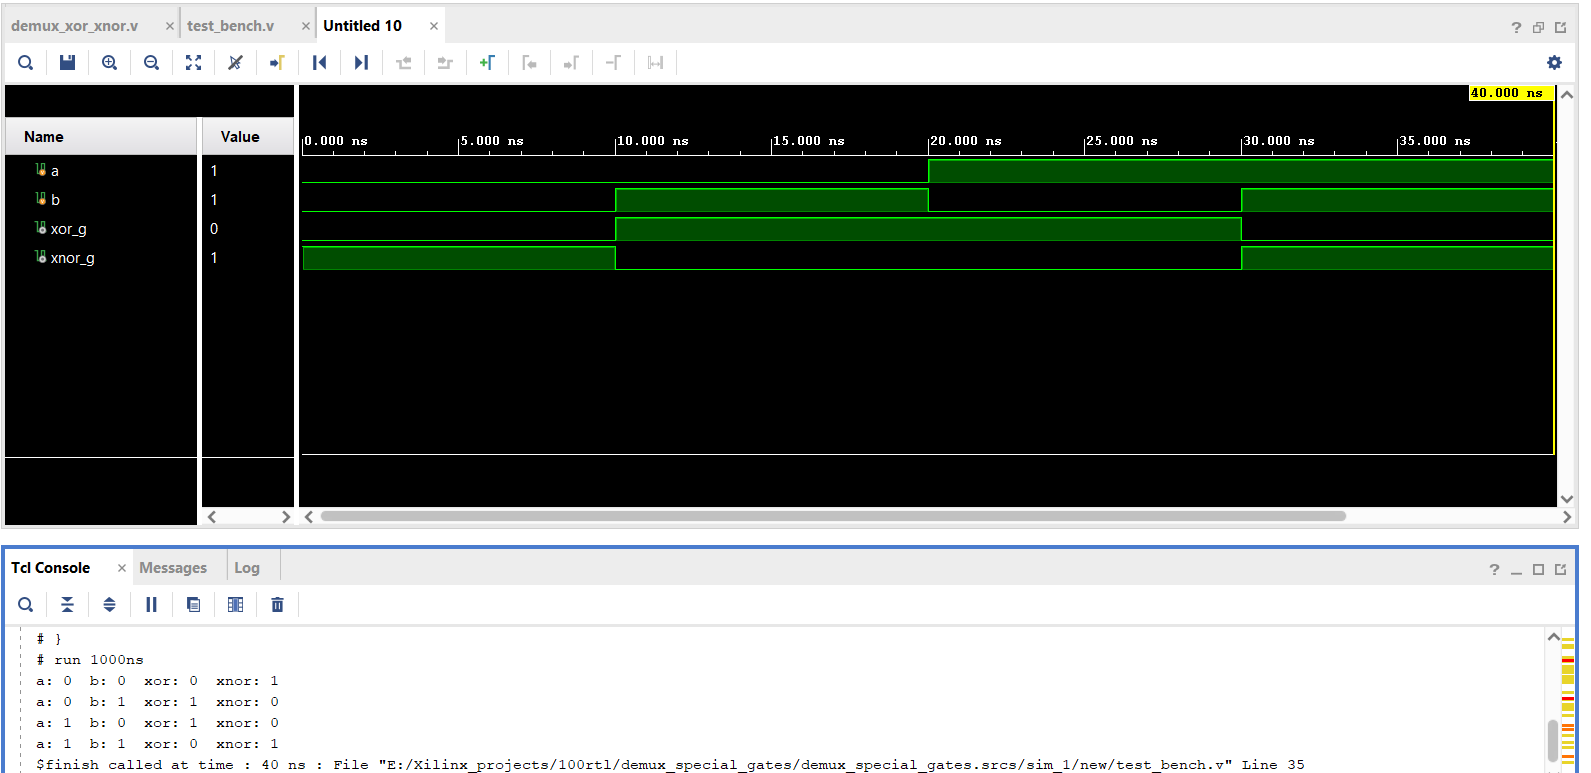 demux_xor_xnor.v × test_bench.v × Untitled 10 ×
?
40.000 ns
Name Value
0.000 ns 5.000 ns 10.000 ns 15.000 ns 20.000 ns 25.000 ns 30.000 ns 35.000 ns
a 1
b 1
xor_g 0
xnor_g 1
Tcl Console × Messages Log
?
# }
# run 1000ns
a: 0 b: 0 xor: 0 xnor: 1
a: 0 b: 1 xor: 1 xnor: 0
a: 1 b: 0 xor: 1 xnor: 0
a: 1 b: 1 xor: 0 xnor: 1
$finish called at time : 40 ns : File "E:/Xilinx_projects/100rtl/demux_special_gates/demux_special_gates.srcs/sim_1/new/test_bench.v" Line 35